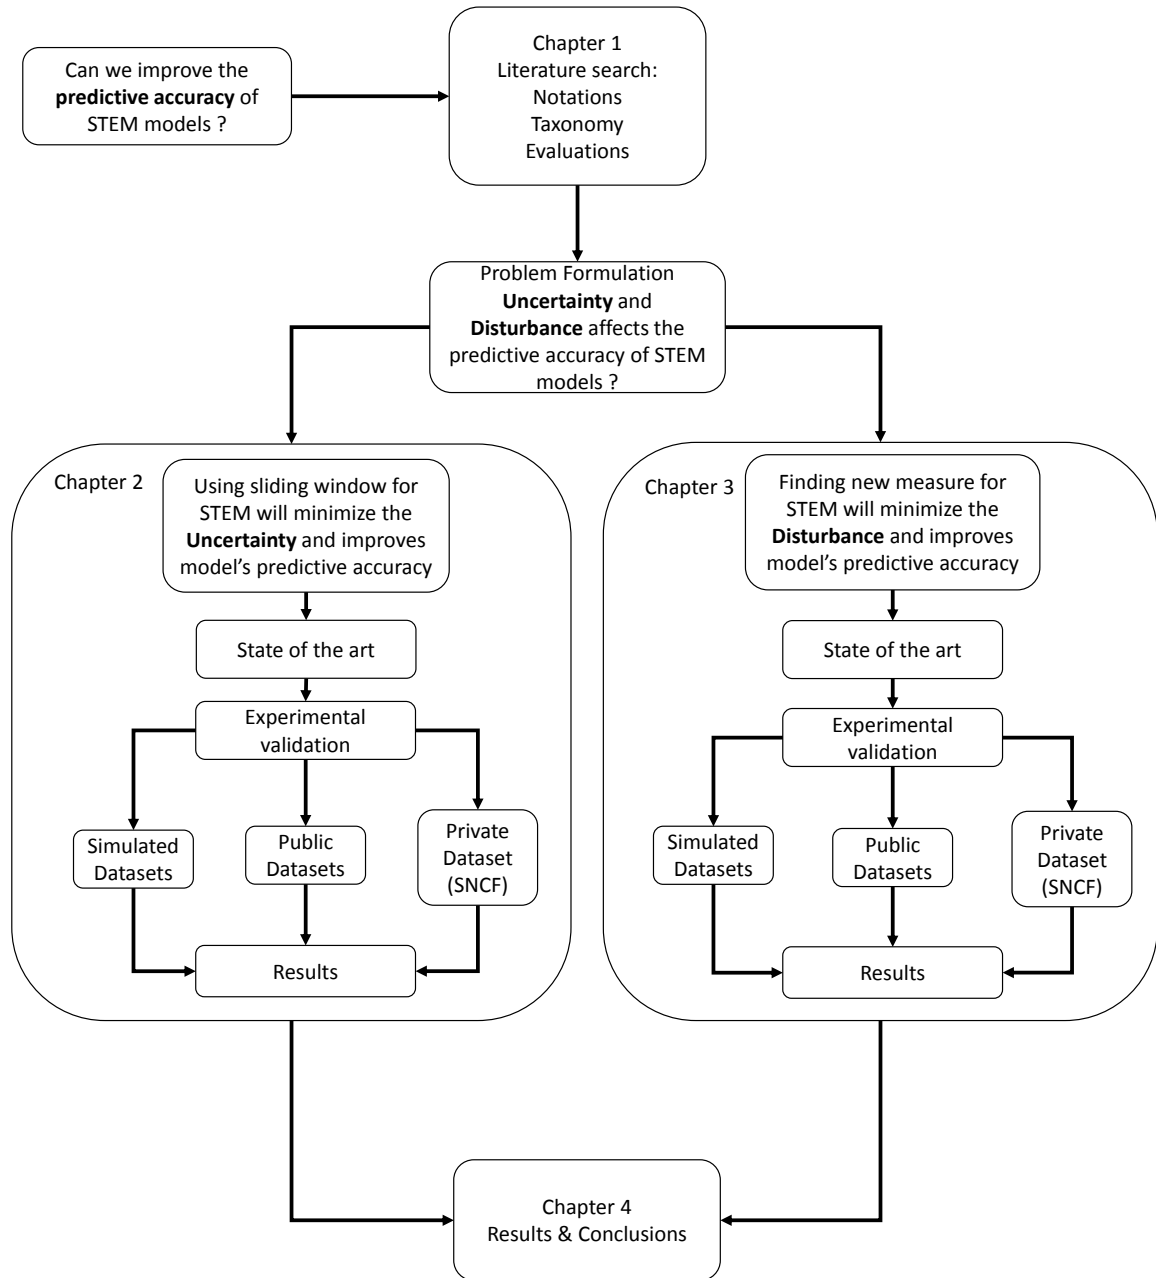 Can we improve the
predictive accuracy of
STEM models ?
Chapter 1
Literature search:
Notations
Taxonomy
Evaluations
Problem Formulation
Uncertainty and
Disturbance affects the
predictive accuracy of STEM
models ?
Chapter 2
Using sliding window for
STEM will minimize the
Uncertainty and improves
model’s predictive accuracy
State of the art
Experimental
validation
Simulated
Datasets
Public
Datasets
Private
Dataset
(SNCF)
Results
Chapter 3
Finding new measure for
STEM will minimize the
Disturbance and improves
model’s predictive accuracy
State of the art
Experimental
validation
Simulated
Datasets
Public
Datasets
Private
Dataset
(SNCF)
Results
Chapter 4
Results & Conclusions